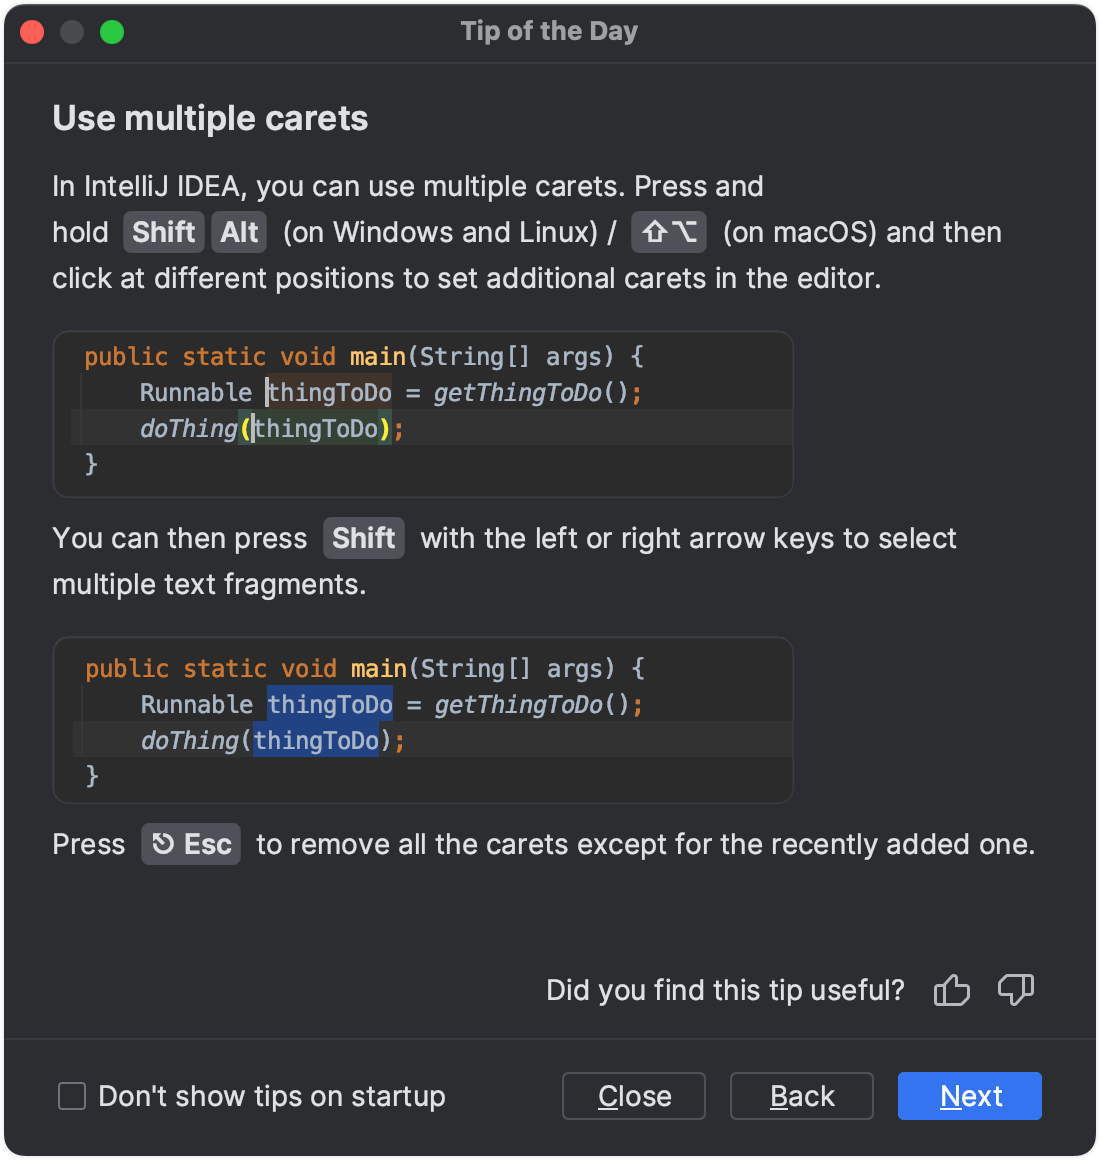 Tip of the Day
Use multiple carets
In IntelliJ IDEA, you can use multiple carets. Press and
hold Shift Alt (on Windows and Linux) / ⇧⌥ (on macOS) and then
click at different positions to set additional carets in the editor.
public static void main(String[] args) {
Runnable thingToDo = getThingToDo();
doThing(thingToDo);
}
You can then press Shift with the left or right arrow keys to select
multiple text fragments.
public static void main(String[] args) {
Runnable thingToDo = getThingToDo();
doThing(thingToDo);
}
Press ⎋ Esc to remove all the carets except for the recently added one.
Did you find this tip useful?
Don't show tips on startup Close Back Next